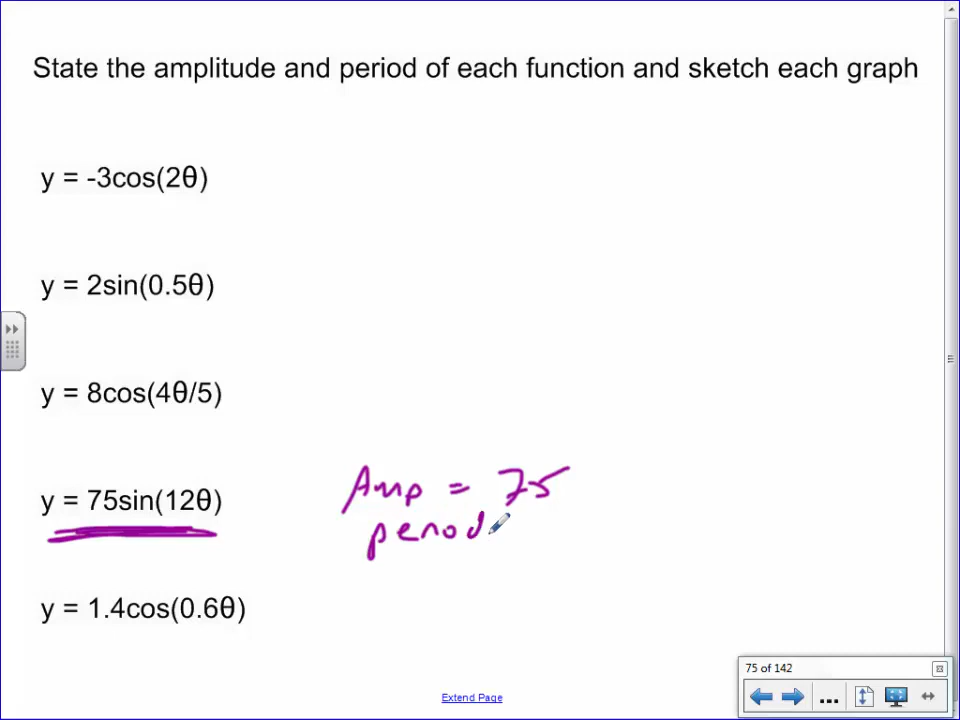 State the amplitude and period of each function and sketch each graph
y = -3cos(2θ)
y = 2sin(0.5θ)
y = 8cos(4θ/5)
y = 75sin(12θ)
Amp = 75
period
y = 1.4cos(0.6θ)
75 of 142
...
Extend Page